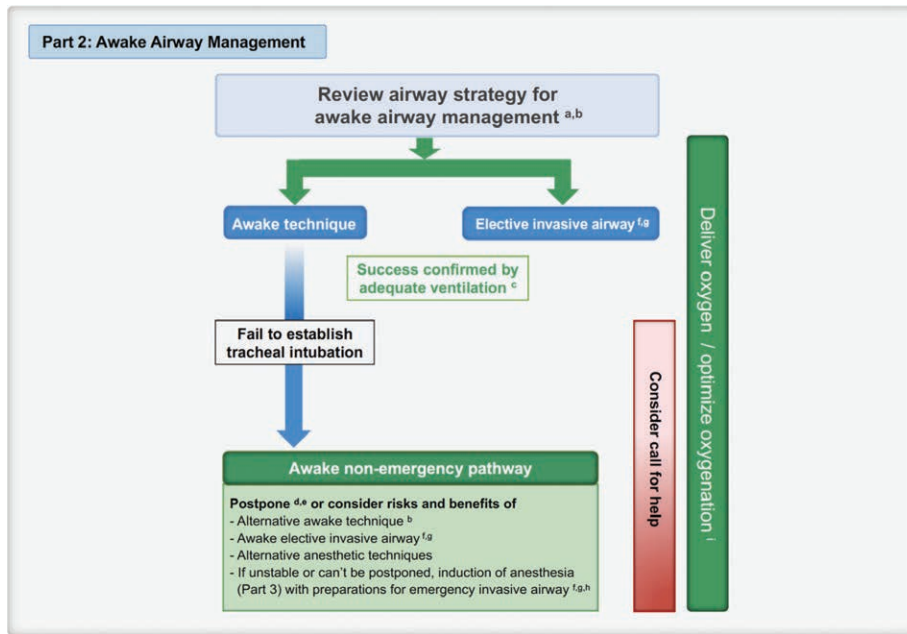 Part 2: Awake Airway Management
Review airway strategy for
awake airway management a,b
Awake technique
Elective invasive airway f,g
Success confirmed by
adequate ventilation c
Fail to establish
tracheal intubation
Awake non-emergency pathway
Postpone d,e or consider risks and benefits of
- Alternative awake technique b
- Awake elective invasive airway f,g
- Alternative anesthetic techniques
- If unstable or can't be postponed, induction of anesthesia
(Part 3) with preparations for emergency invasive airway f,g,h
Consider call for help
Deliver oxygen / optimize oxygenation i